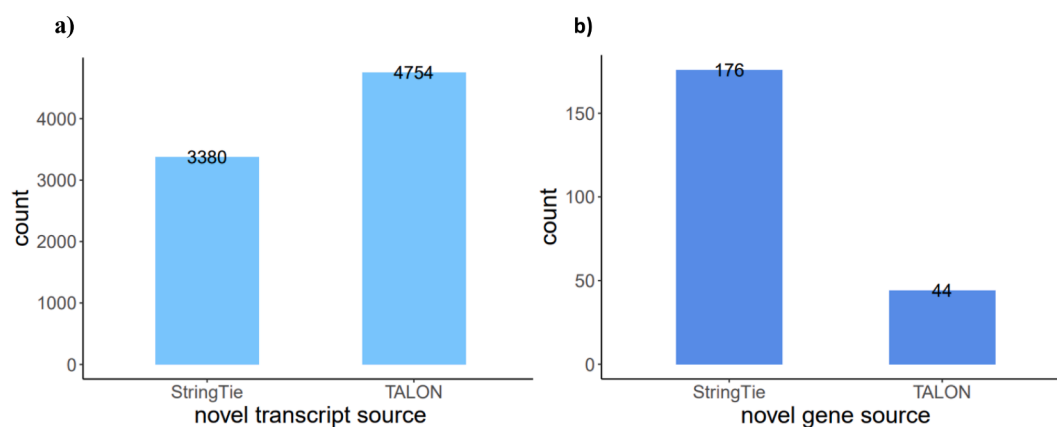 a)
count
4000
3000
2000
1000
0
3380
4754
StringTie
TALON
novel transcript source
b)
count
150
100
50
0
176
44
StringTie
TALON
novel gene source